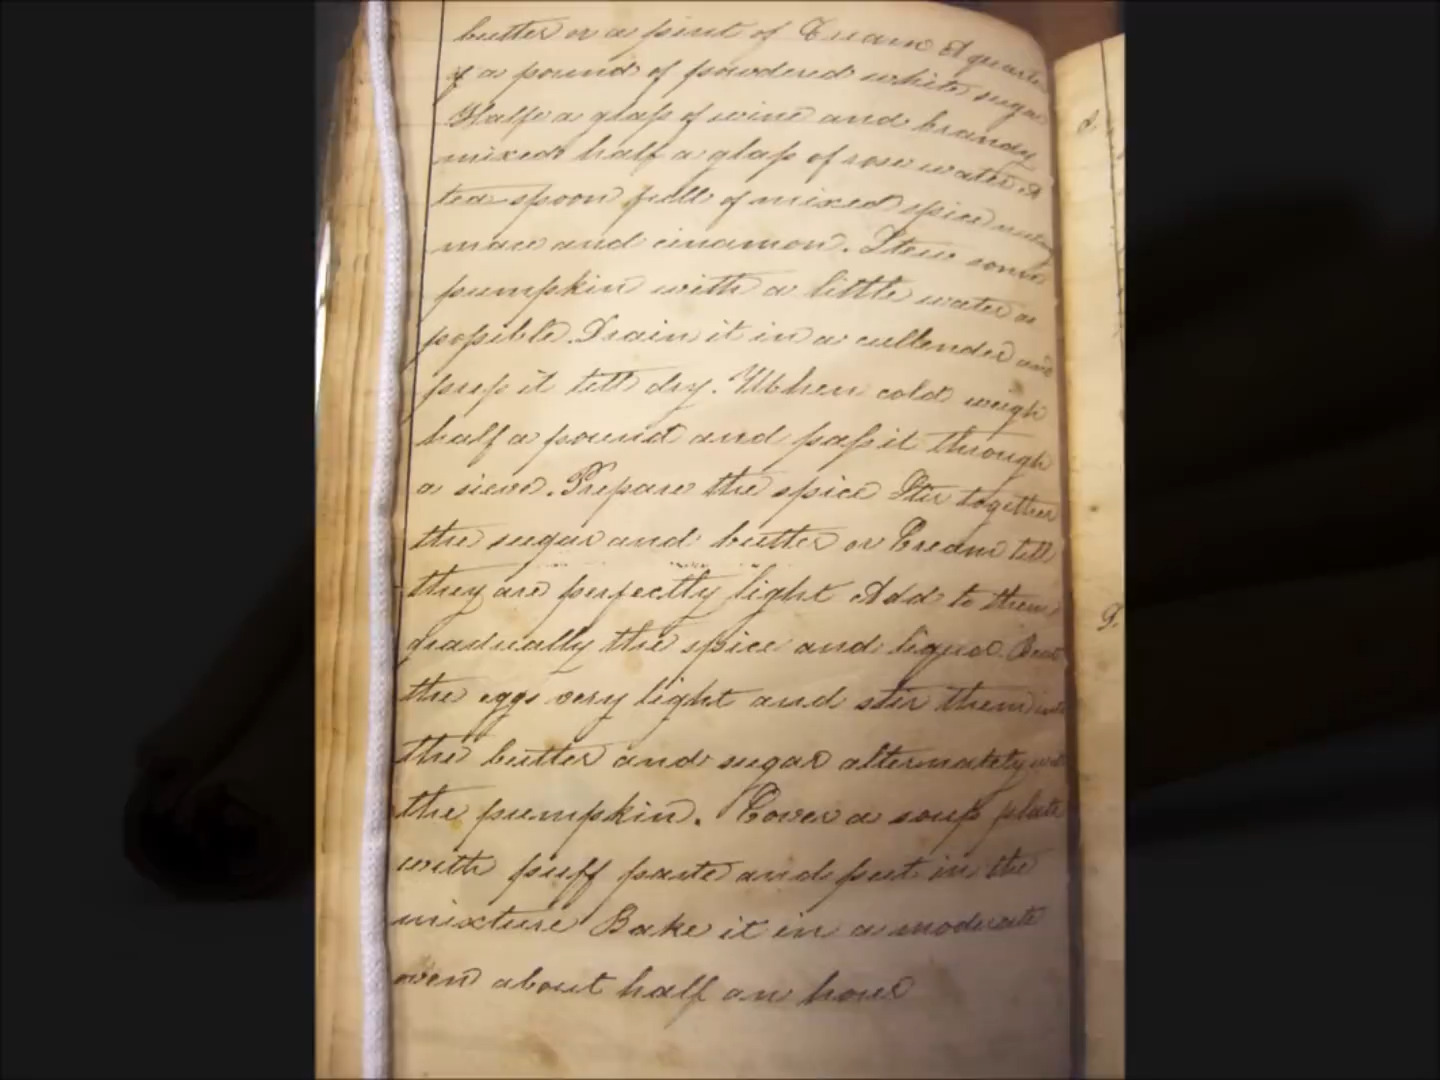 butter or a pint of Cream A quarter
of a pound of powdered white sugar
Half a glass of wine and brandy
mixed half a glass of rose water A
tea spoon full of mixed spice
mace and cinamon. Stew some
pumpkin with a little water as
possible. Drain it in a cullender and
press it till dry. When cold weigh
half a pound and pass it through
a sieve. Prepare the spice Stir together
the sugar and butter or Cream till
they are perfectly light Add to them
gradually the spice and liquor. Beat
the eggs very light and stir them into
the butter and sugar alternately with
the pumpkin. Cover a soup plate
with puff paste and put in the
mixture Bake it in a moderate
oven about half an hour